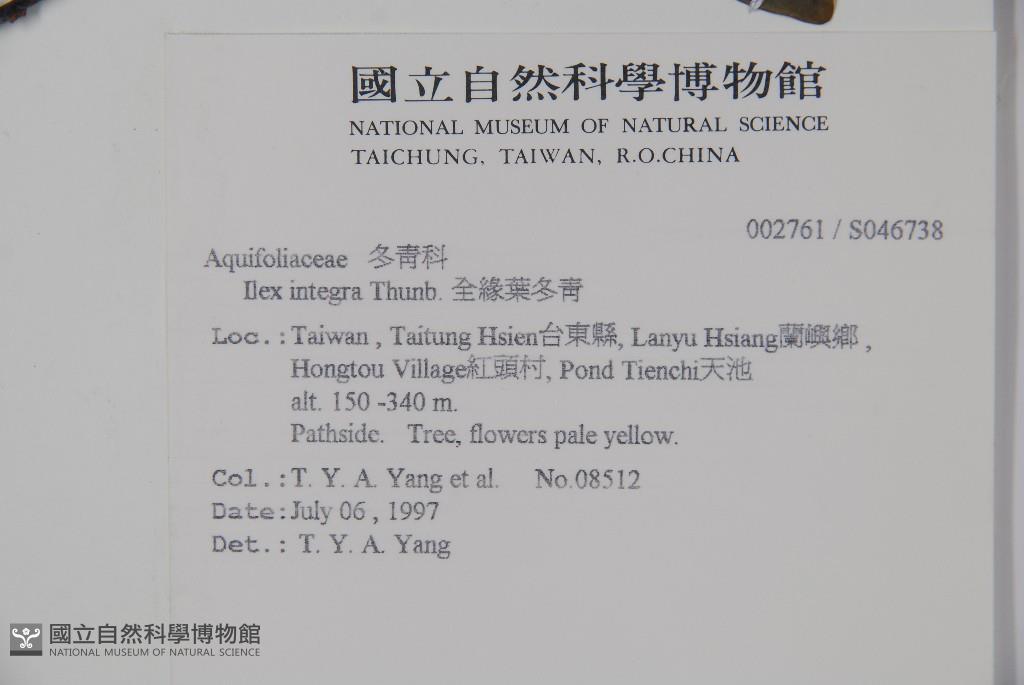 國立自然科學博物館
NATIONAL MUSEUM OF NATURAL SCIENCE
TAICHUNG, TAIWAN, R.O.CHINA
002761 / S046738
Aquifoliaceae 冬青科
Ilex integra Thunb. 全緣葉冬青
Loc.:Taiwan , Taitung Hsien台東縣, Lanyu Hsiang蘭嶼鄉 ,
Hongtou Village紅頭村, Pond Tienchi天池
alt. 150 -340 m.
Pathside. Tree, flowers pale yellow.
Col.:T. Y. A. Yang et al. No.08512
Date:July 06 , 1997
Det.: T. Y. A. Yang
國立自然科學博物館
NATIONAL MUSEUM OF NATURAL SCIENCE